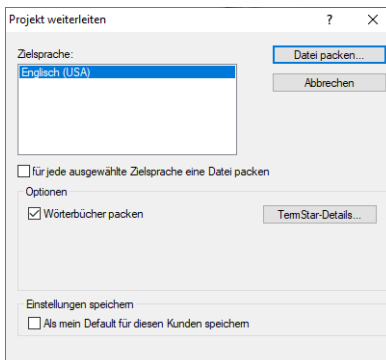 Projekt weiterleiten
Zielsprache:
Datei packen...
Englisch (USA)
Abbrechen
für jede ausgewählte Zielsprache eine Datei packen
Optionen
Wörterbücher packen
TermStar-Details...
Einstellungen speichern
Als mein Default für diesen Kunden speichern